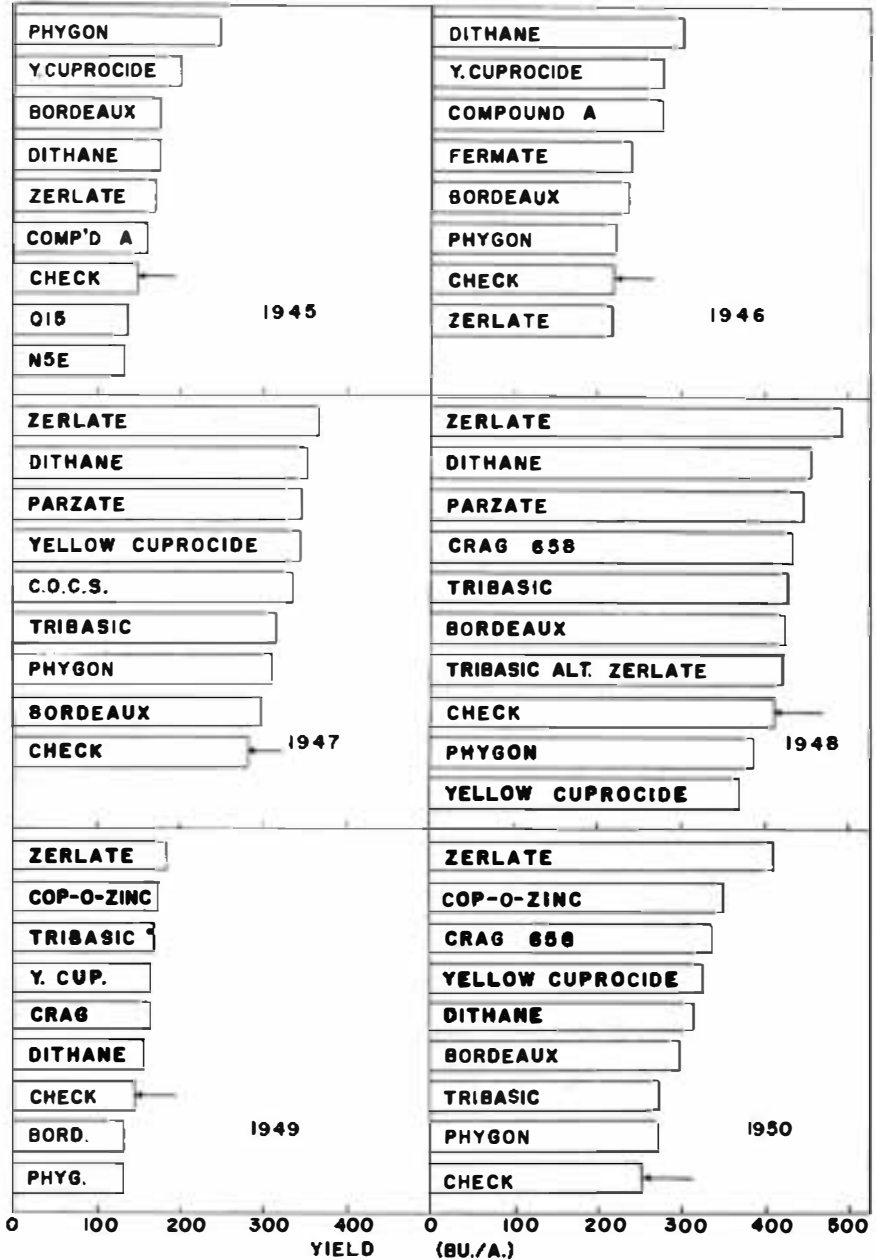 PHYGON
Y.CUPROCIDE
BORDEAUX
DITHANE
ZERLATE
COMP'D A
CHECK
Q15
N5E
1945
DITHANE
Y.CUPROCIDE
COMPOUND A
FERMATE
BORDEAUX
PHYGON
CHECK
ZERLATE
1946
ZERLATE
DITHANE
PARZATE
YELLOW CUPROCIDE
C.O.C.S.
TRIBASIC
PHYGON
BORDEAUX
CHECK
1947
ZERLATE
DITHANE
PARZATE
CRAG 658
TRIBASIC
BORDEAUX
TRIBASIC ALT. ZERLATE
CHECK
PHYGON
YELLOW CUPROCIDE
1948
ZERLATE
COP-O-ZINC
TRIBASIC
Y. CUP.
CRAG
DITHANE
CHECK
BORD.
PHYG.
1949
ZERLATE
COP-O-ZINC
CRAG 658
YELLOW CUPROCIDE
DITHANE
BORDEAUX
TRIBASIC
PHYGON
CHECK
1950
0 100 200 300 400 0 100 200 300 400 500
YIELD (BU./A.)